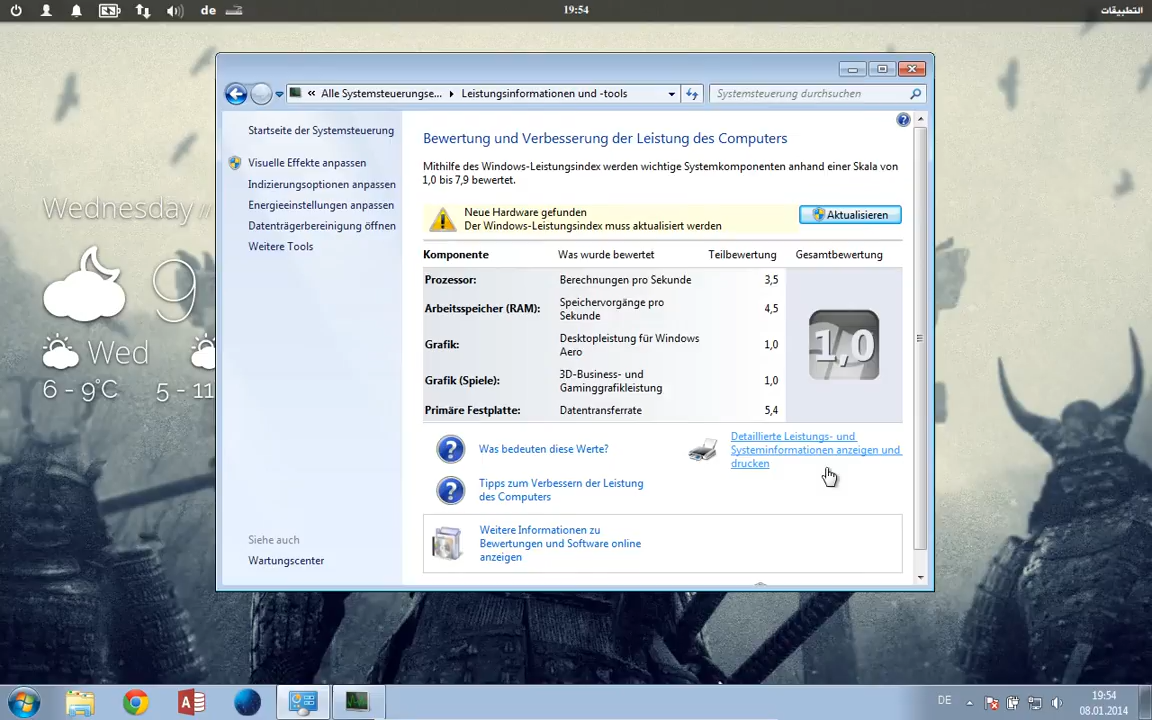 de
19:54
التطبيقات
« Alle Systemsteuerungse... Leistungsinformationen und -tools
Systemsteuerung durchsuchen
Startseite der Systemsteuerung
Visuelle Effekte anpassen
Indizierungsoptionen anpassen
Energieeinstellungen anpassen
Datenträgerbereinigung öffnen
Weitere Tools
Siehe auch
Wartungscenter
Bewertung und Verbesserung der Leistung des Computers
Mithilfe des Windows-Leistungsindex werden wichtige Systemkomponenten anhand einer Skala von
1,0 bis 7,9 bewertet.
Neue Hardware gefunden
Der Windows-Leistungsindex muss aktualisiert werden
Aktualisieren
Komponente Was wurde bewertet Teilbewertung Gesamtbewertung
Prozessor: Berechnungen pro Sekunde 3,5
Arbeitsspeicher (RAM): Speichervorgänge pro
Sekunde 4,5
Grafik: Desktopleistung für Windows
Aero 1,0
Grafik (Spiele): 3D-Business- und
Gaminggrafikleistung 1,0
Primäre Festplatte: Datentransferrate 5,4
1,0
Was bedeuten diese Werte?
Detaillierte Leistungs- und
Systeminformationen anzeigen und
drucken
Tipps zum Verbessern der Leistung
des Computers
Weitere Informationen zu
Bewertungen und Software online
anzeigen
Wednesday //
9
Wed
6 - 9°C 5 - 11
DE
19:54
08.01.2014